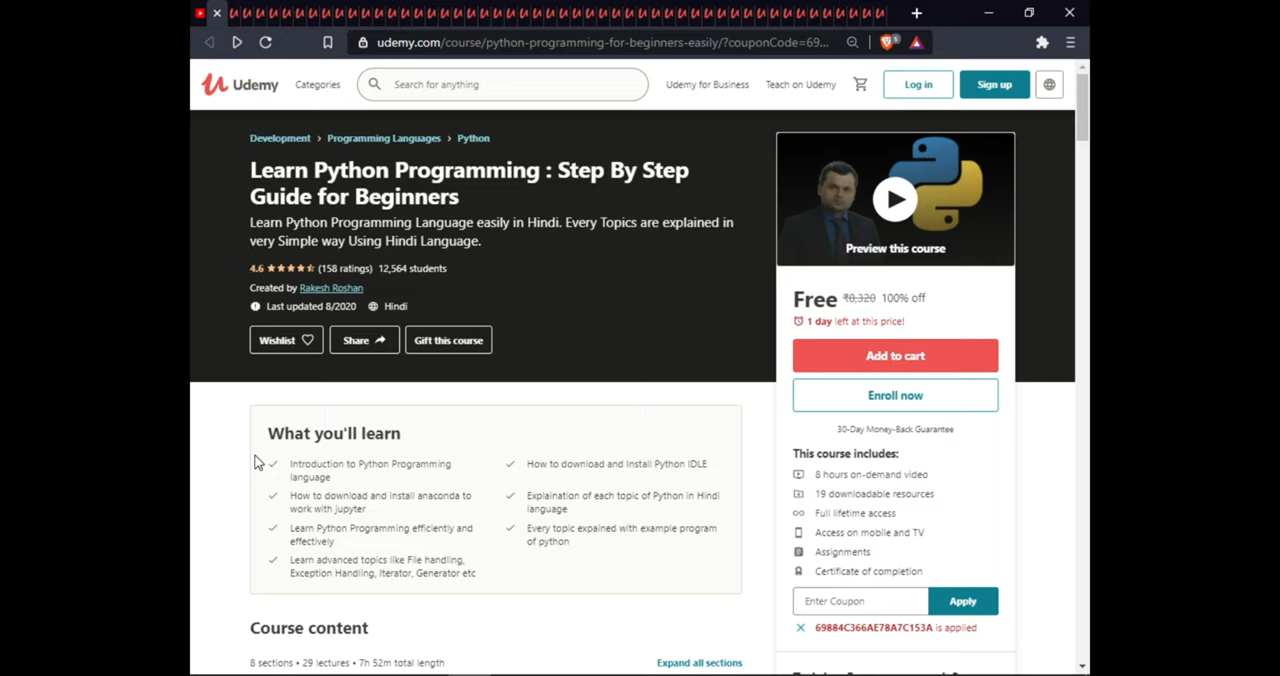 udemy.com/course/python-programming-for-beginners-easily/?couponCode=69...
Udemy
Categories
Search for anything
Udemy for Business
Teach on Udemy
Log in
Sign up
Development > Programming Languages > Python
Learn Python Programming : Step By Step
Guide for Beginners
Learn Python Programming Language easily in Hindi. Every Topics are explained in
very Simple way Using Hindi Language.
4.6 (158 ratings) 12,564 students
Created by Rakesh Roshan
Last updated 8/2020 Hindi
Wishlist
Share
Gift this course
Preview this course
Free ₹8,320 100% off
1 day left at this price!
Add to cart
Enroll now
30-Day Money-Back Guarantee
This course includes:
8 hours on-demand video
19 downloadable resources
Full lifetime access
Access on mobile and TV
Assignments
Certificate of completion
Enter Coupon
Apply
69884C366AE78A7C153A is applied
What you'll learn
Introduction to Python Programming
language
How to download and install anaconda to
work with jupyter
Learn Python Programming efficiently and
effectively
Learn advanced topics like File handling,
Exception Handling, Iterator, Generator etc
How to download and Install Python IDLE
Explaination of each topic of Python in Hindi
language
Every topic expained with example program
of python
Course content
8 sections • 29 lectures • 7h 52m total length
Expand all sections